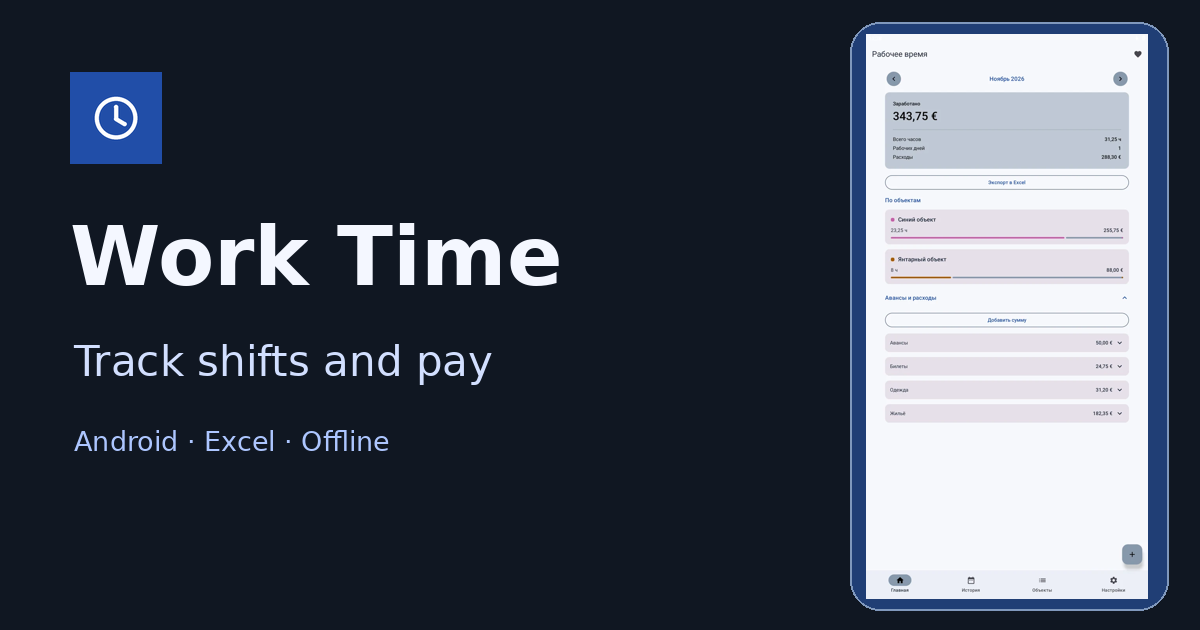 Work Time
Track shifts and pay
Android · Excel · Offline
Рабочее время
Ноябрь 2026
Заработано
343,75 €
Всего часов 31,25 ч
Рабочих дней 1
Расходы 288,30 €
Экспорт в Excel
По объектам
Синий объект
23,25 ч 255,75 €
Янтарный объект
8 ч 88,00 €
Авансы и расходы
Добавить сумму
Авансы 50,00 €
Билеты 24,75 €
Одежда 31,20 €
Жильё 182,35 €
Главная История Объекты Настройки